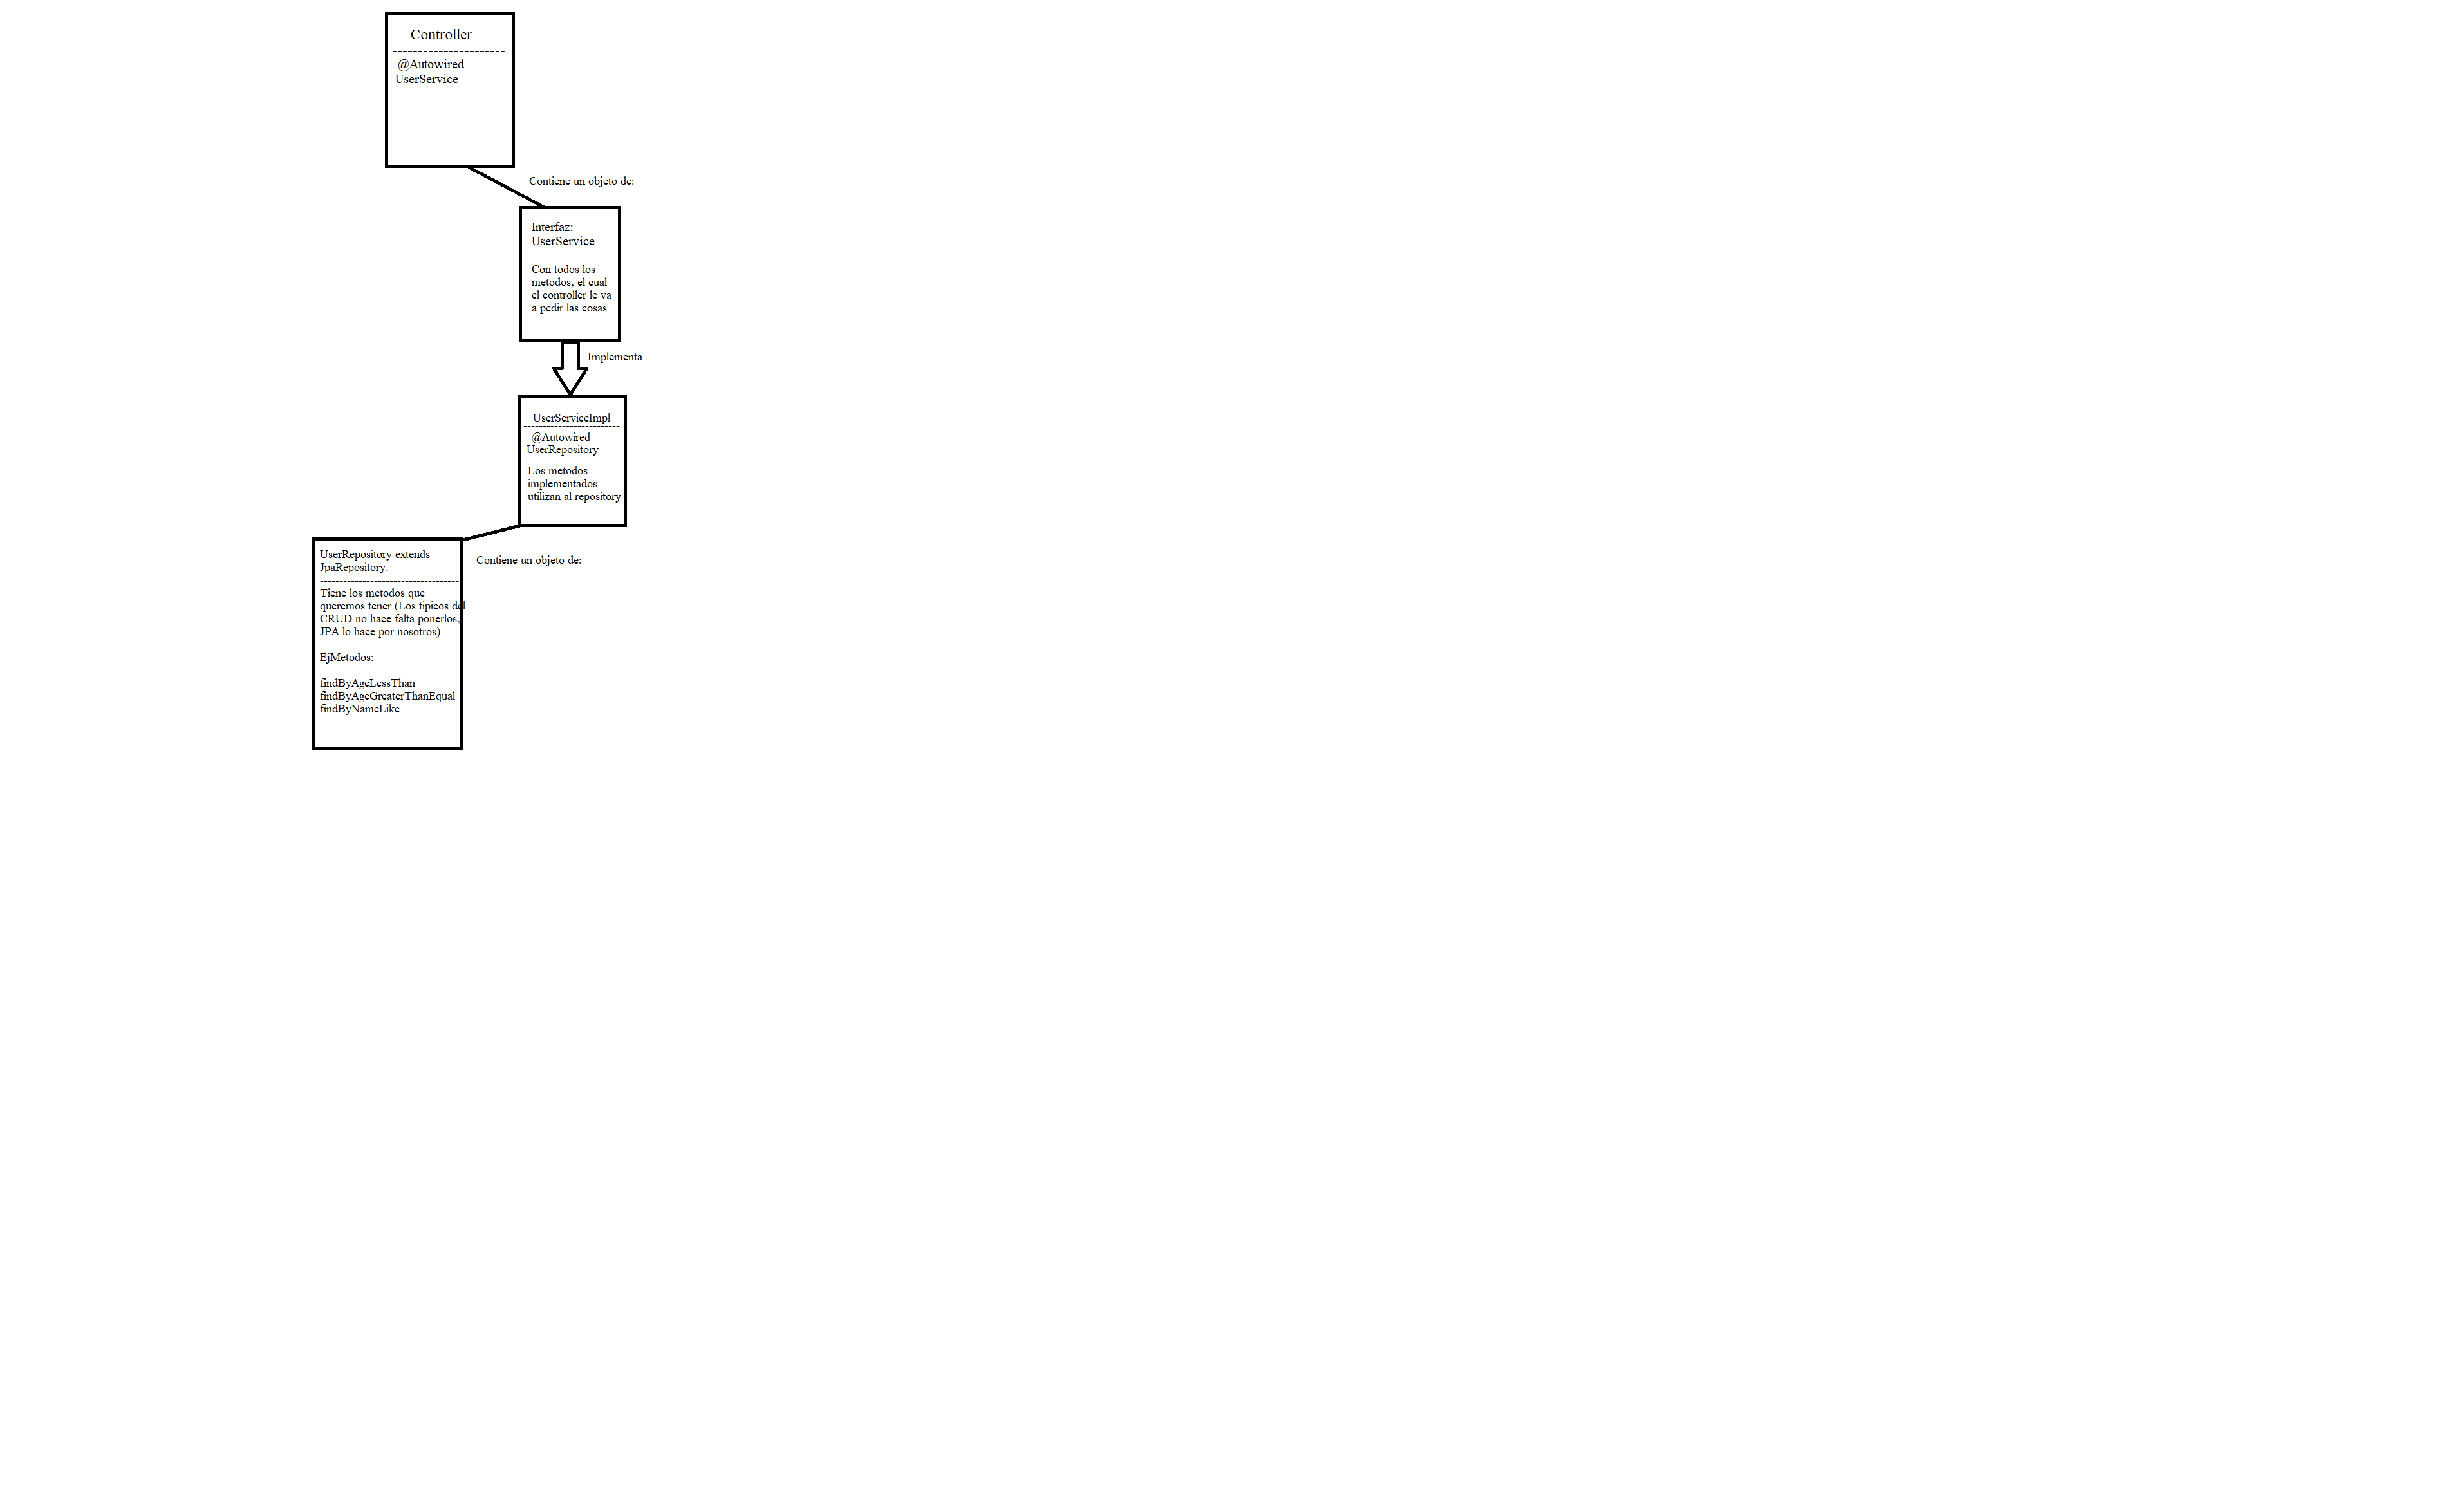 Controller
-----------------------
@Autowired
UserService
Contiene un objeto de:
Interfaz:
UserService
Con todos los
metodos, el cual
el controller le va
a pedir las cosas
Implementa
UserServiceImpl
-------------------------
@Autowired
UserRepository
Los metodos
implementados
utilizan al repository
Contiene un objeto de:
UserRepository extends
JpaRepository.
------------------------------------
Tiene los metodos que
queremos tener (Los tipicos del
CRUD no hace falta ponerlos,
JPA lo hace por nosotros)
EjMetodos:
findByAgeLessThan
findByAgeGreaterThanEqual
findByNameLike